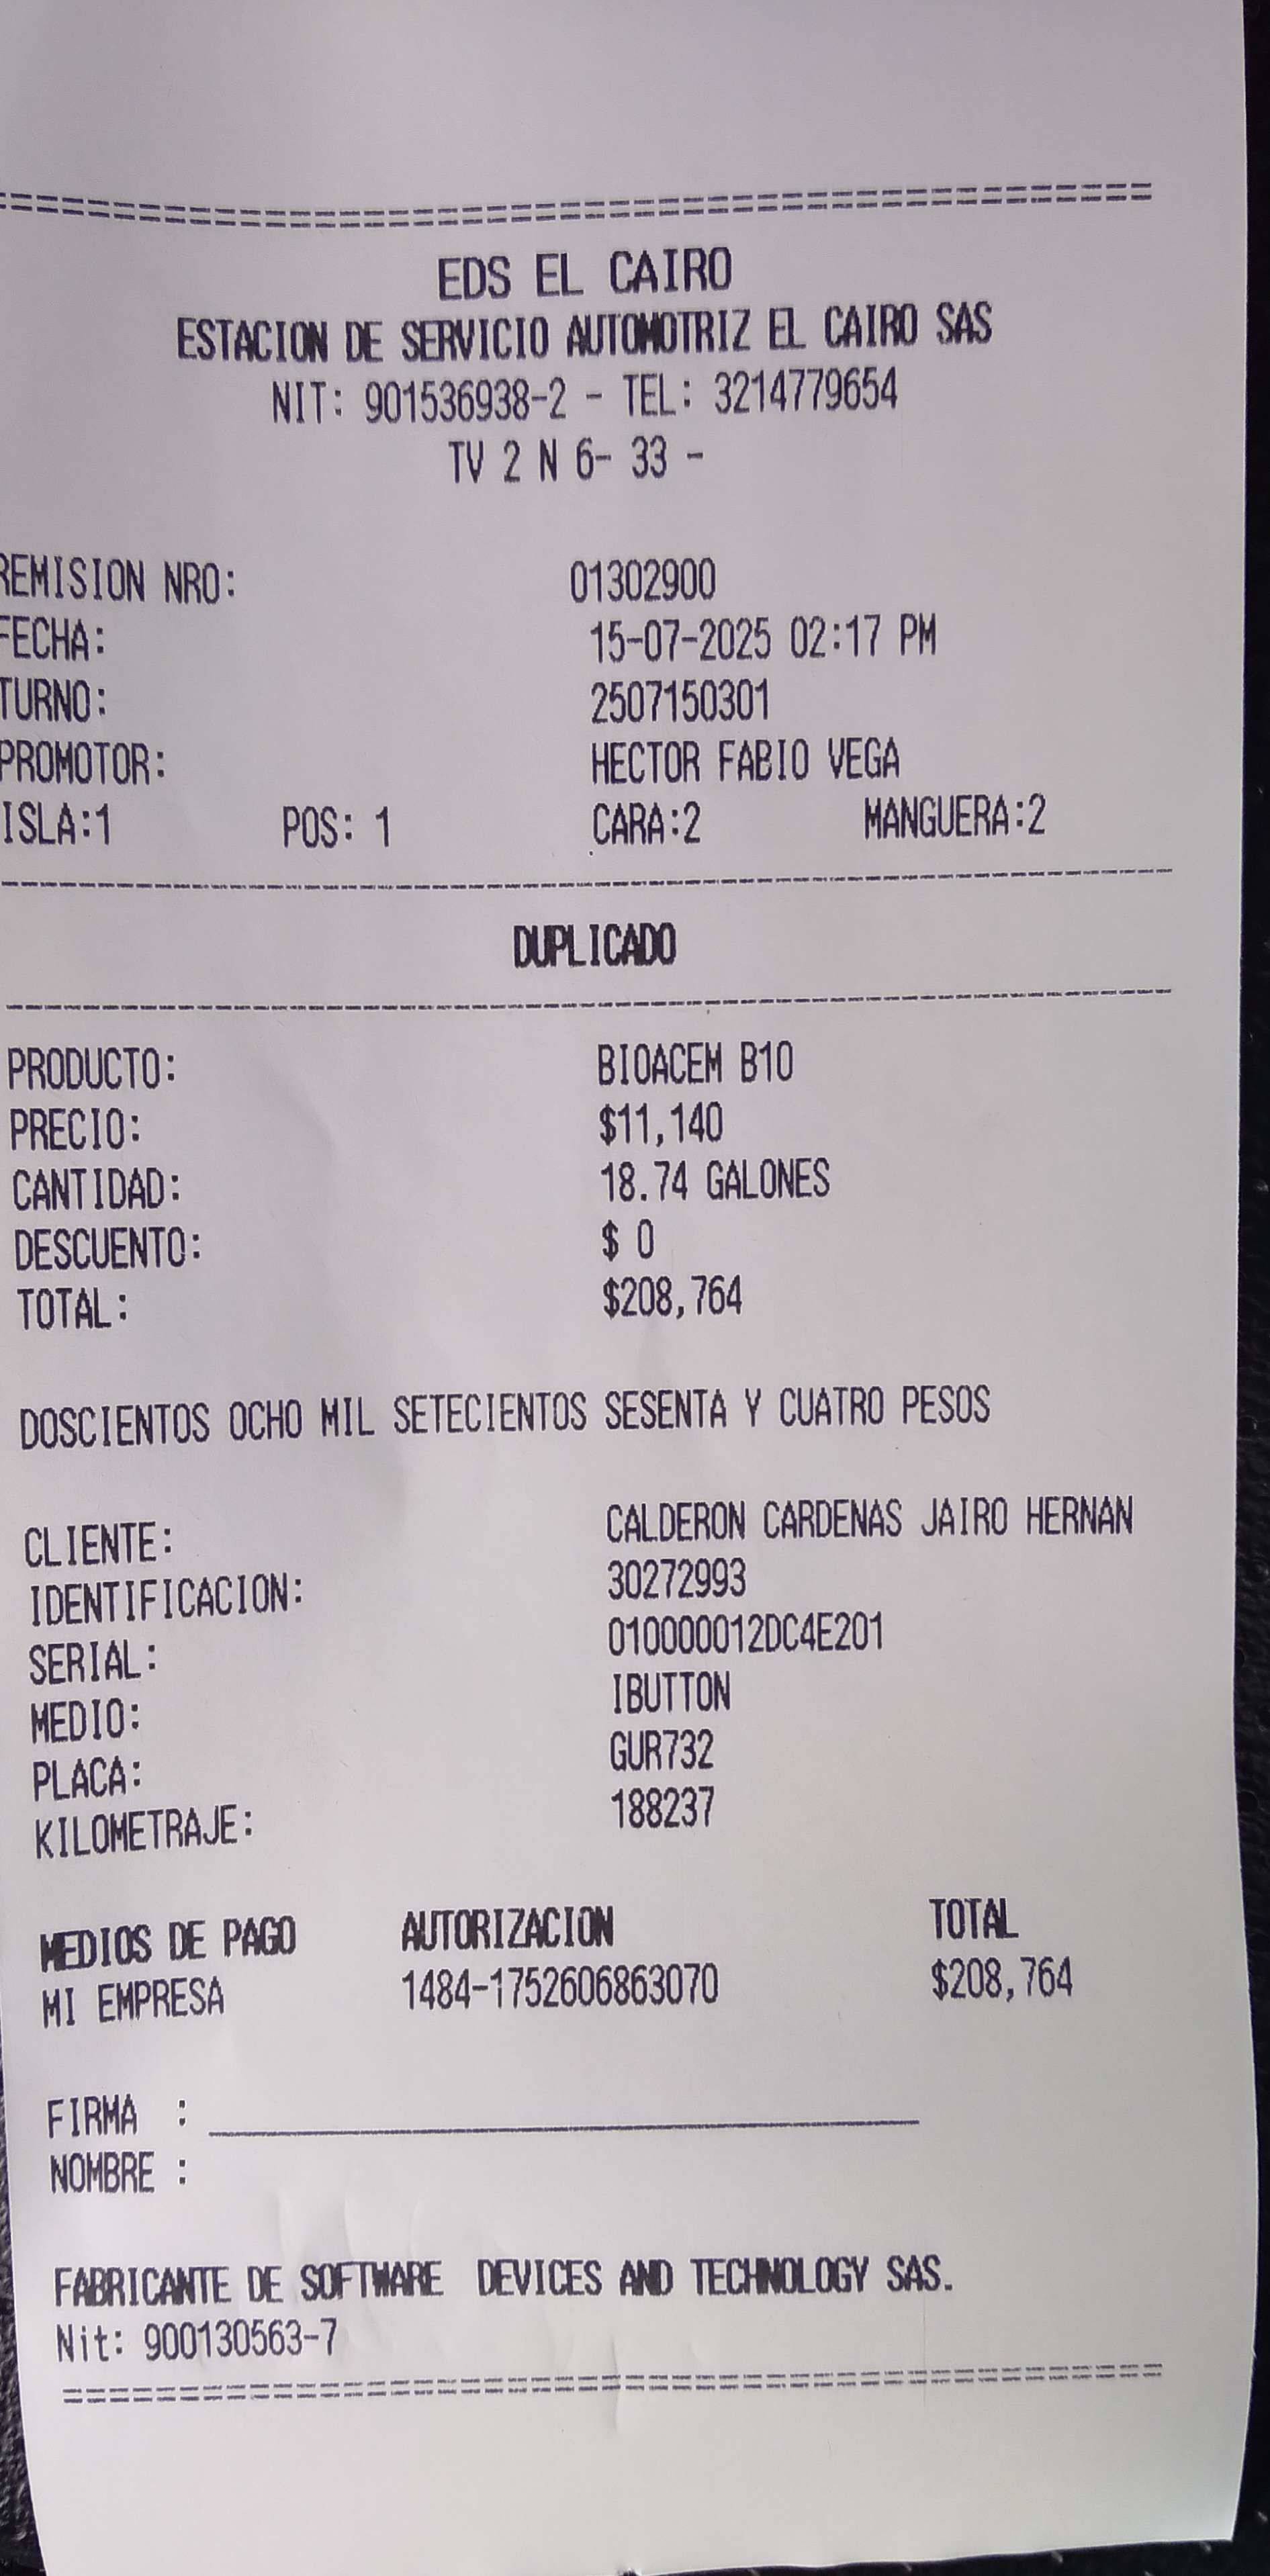 EDS EL CAIRO
ESTACION DE SERVICIO AUTOMOTRIZ EL CAIRO SAS
NIT: 901536938-2 - TEL: 3214779654
TV 2 N 6- 33 -
REMISION NRO: 01302900
FECHA: 15-07-2025 02:17 PM
TURNO: 2507150301
PROMOTOR: HECTOR FABIO VEGA
ISLA:1 POS: 1 CARA:2 MANGUERA:2
DUPLICADO
PRODUCTO: BIOACEM B10
PRECIO: $11,140
CANTIDAD: 18.74 GALONES
DESCUENTO: $ 0
TOTAL: $208,764
DOSCIENTOS OCHO MIL SETECIENTOS SESENTA Y CUATRO PESOS
CLIENTE: CALDERON CARDENAS JAIRO HERNAN
IDENTIFICACION: 30272993
SERIAL: 010000012DC4E201
MEDIO: IBUTTON
PLACA: GUR732
KILOMETRAJE: 188237
MEDIOS DE PAGO AUTORIZACION TOTAL
MI EMPRESA 1484-1752606863070 $208,764
FIRMA :
NOMBRE :
FABRICANTE DE SOFTWARE DEVICES AND TECHNOLOGY SAS.
Nit: 900130563-7